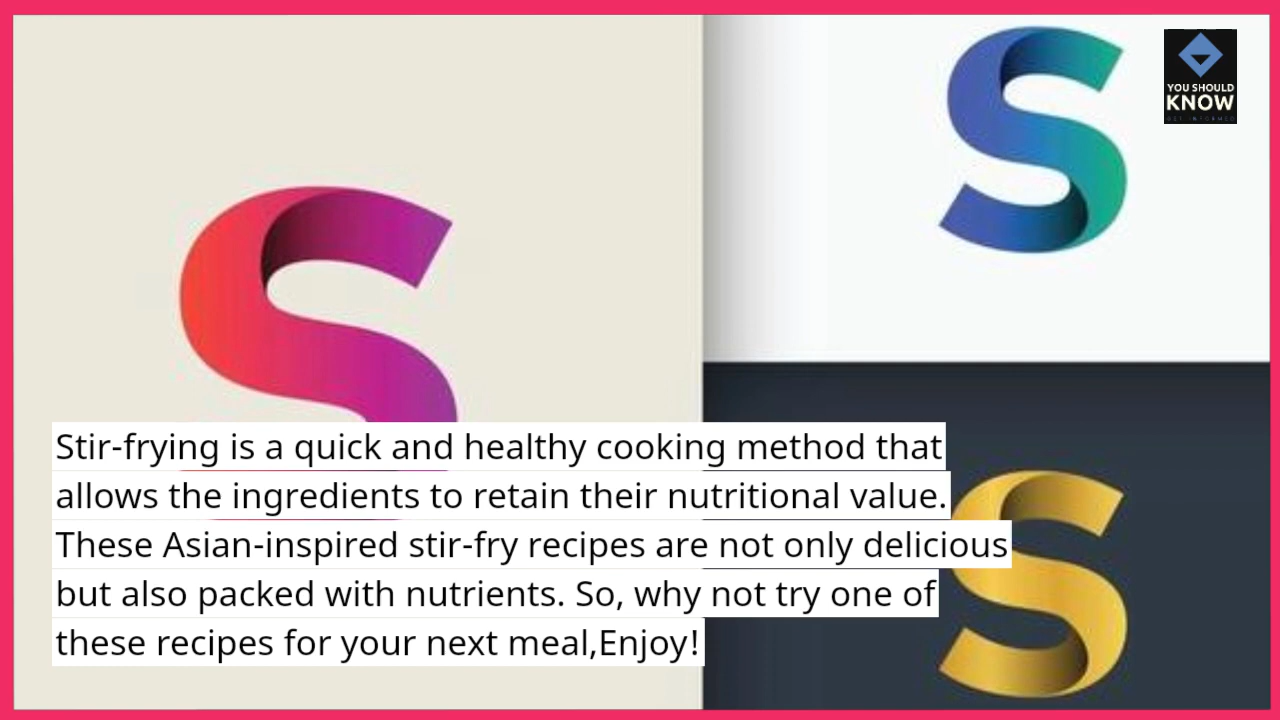 YOU SHOULD
KNOW
GET INFORMED
Stir-frying is a quick and healthy cooking method that
allows the ingredients to retain their nutritional value.
These Asian-inspired stir-fry recipes are not only delicious
but also packed with nutrients. So, why not try one of
these recipes for your next meal,Enjoy!